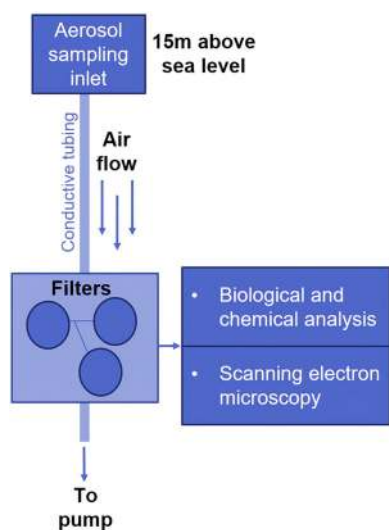 Aerosol
sampling
inlet
15m above
sea level
Conductive tubing
Air
flow
Filters
• Biological and
chemical analysis
• Scanning electron
microscopy
To
pump